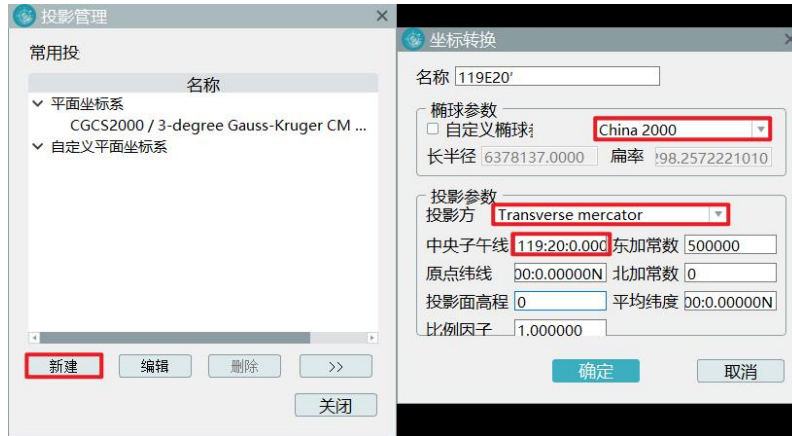 投影管理
常用投
名称
平面坐标系
CGCS2000 / 3-degree Gauss-Kruger CM ...
自定义平面坐标系
新建
编辑
删除
>>
关闭
坐标转换
名称 119E20'
椭球参数
自定义椭球 China 2000
长半径 6378137.0000 扁率 298.2572221010
投影参数
投影方 Transverse mercator
中央子午线 119:20:0.000 东加常数 500000
原点纬线 00:0.00000N 北加常数 0
投影面高程 0 平均纬度 00:0.00000N
比例因子 1.000000
确定
取消